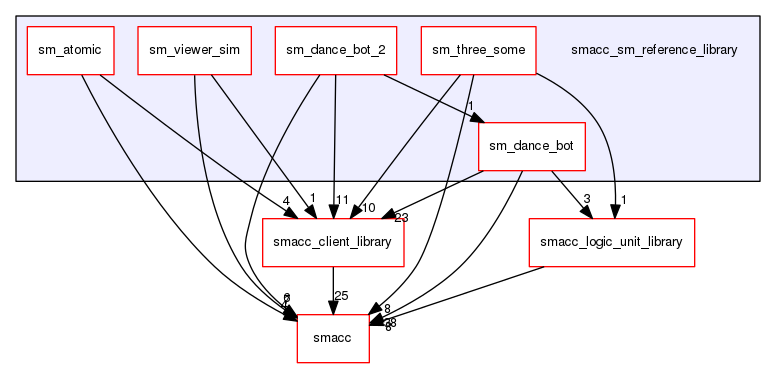 sm_atomic
sm_viewer_sim
sm_dance_bot_2
sm_three_some
smacc_sm_reference_library
1
sm_dance_bot
4
1
11
10
23
3
1
smacc_client_library
smacc_logic_unit_library
25
8
smacc